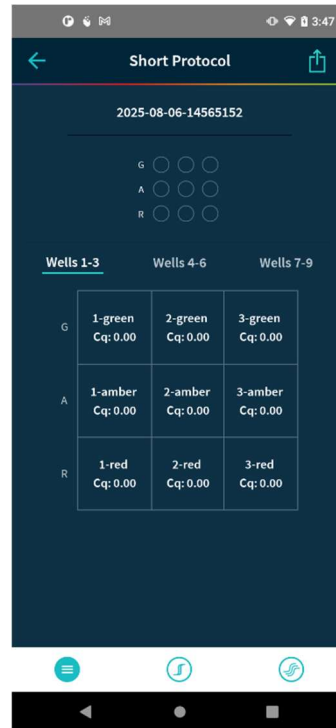 3:47
Short Protocol
2025-08-06-14565152
G
A
R
Wells 1-3 Wells 4-6 Wells 7-9
G 1-green 2-green 3-green
Cq: 0.00 Cq: 0.00 Cq: 0.00
A 1-amber 2-amber 3-amber
Cq: 0.00 Cq: 0.00 Cq: 0.00
R 1-red 2-red 3-red
Cq: 0.00 Cq: 0.00 Cq: 0.00